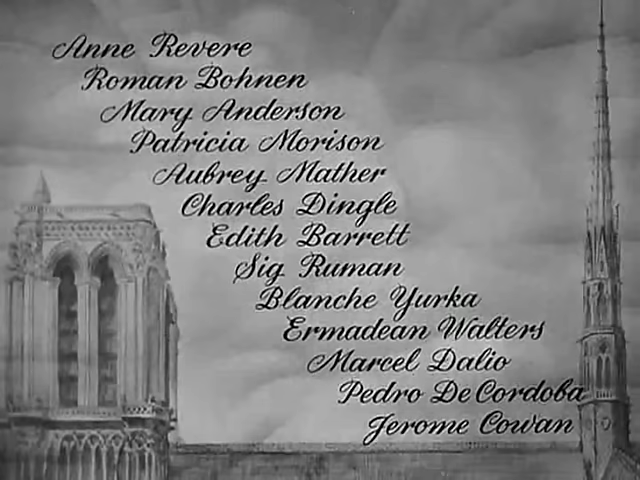 Anne Revere
Roman Bohnen
Mary Anderson
Patricia Morison
Aubrey Mather
Charles Dingle
Edith Barrett
Sig Ruman
Blanche Yurka
Ermadean Walters
Marcel Dalio
Pedro De Cordoba
Jerome Cowan